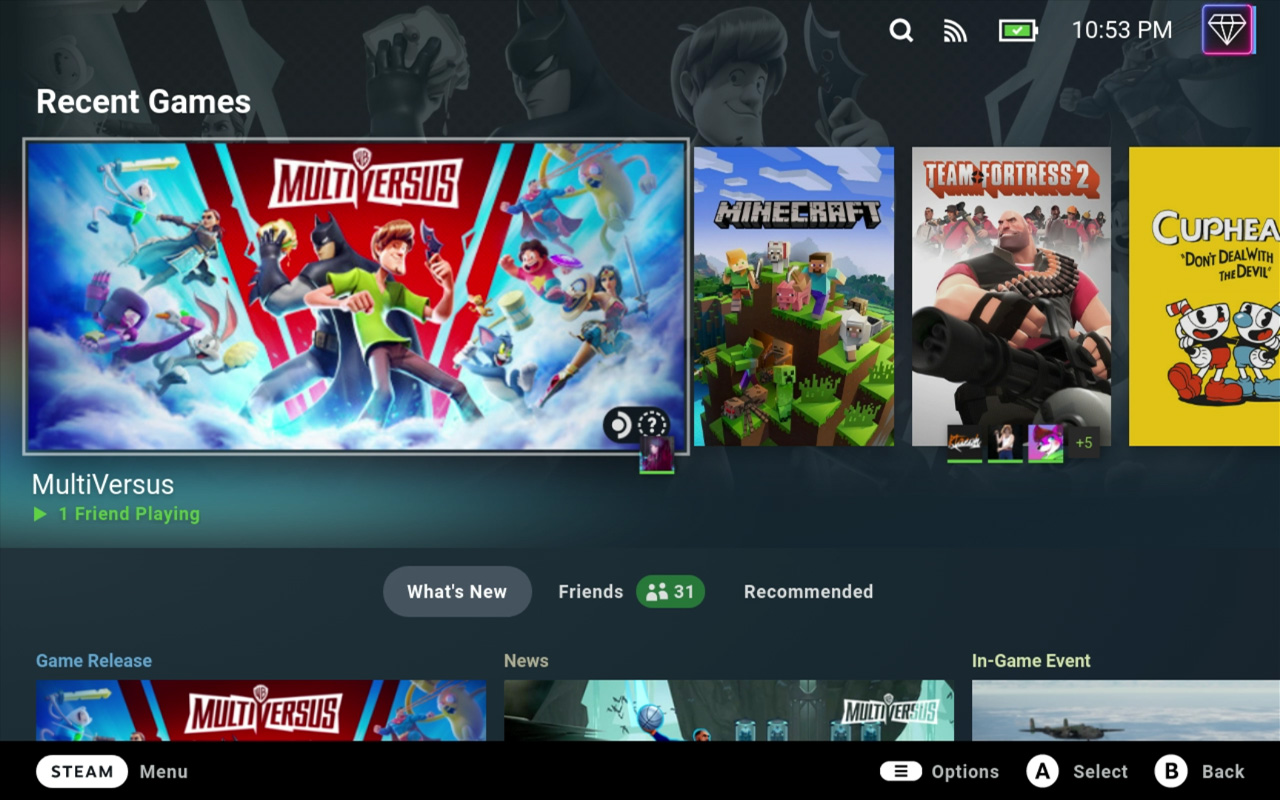 10:53 PM
Recent Games
WB
MULTIVERSUS
MINECRAFT
TEAM FORTRESS 2
CUPHEA
"DON'T DEAL WITH
THE DEVIL"
?
+5
MultiVersus
1 Friend Playing
What's New
Friends
31
Recommended
Game Release
News
In-Game Event
WB
MULTIVERSUS
MULTIVERSUS
STEAM
Menu
Options
A
Select
B
Back